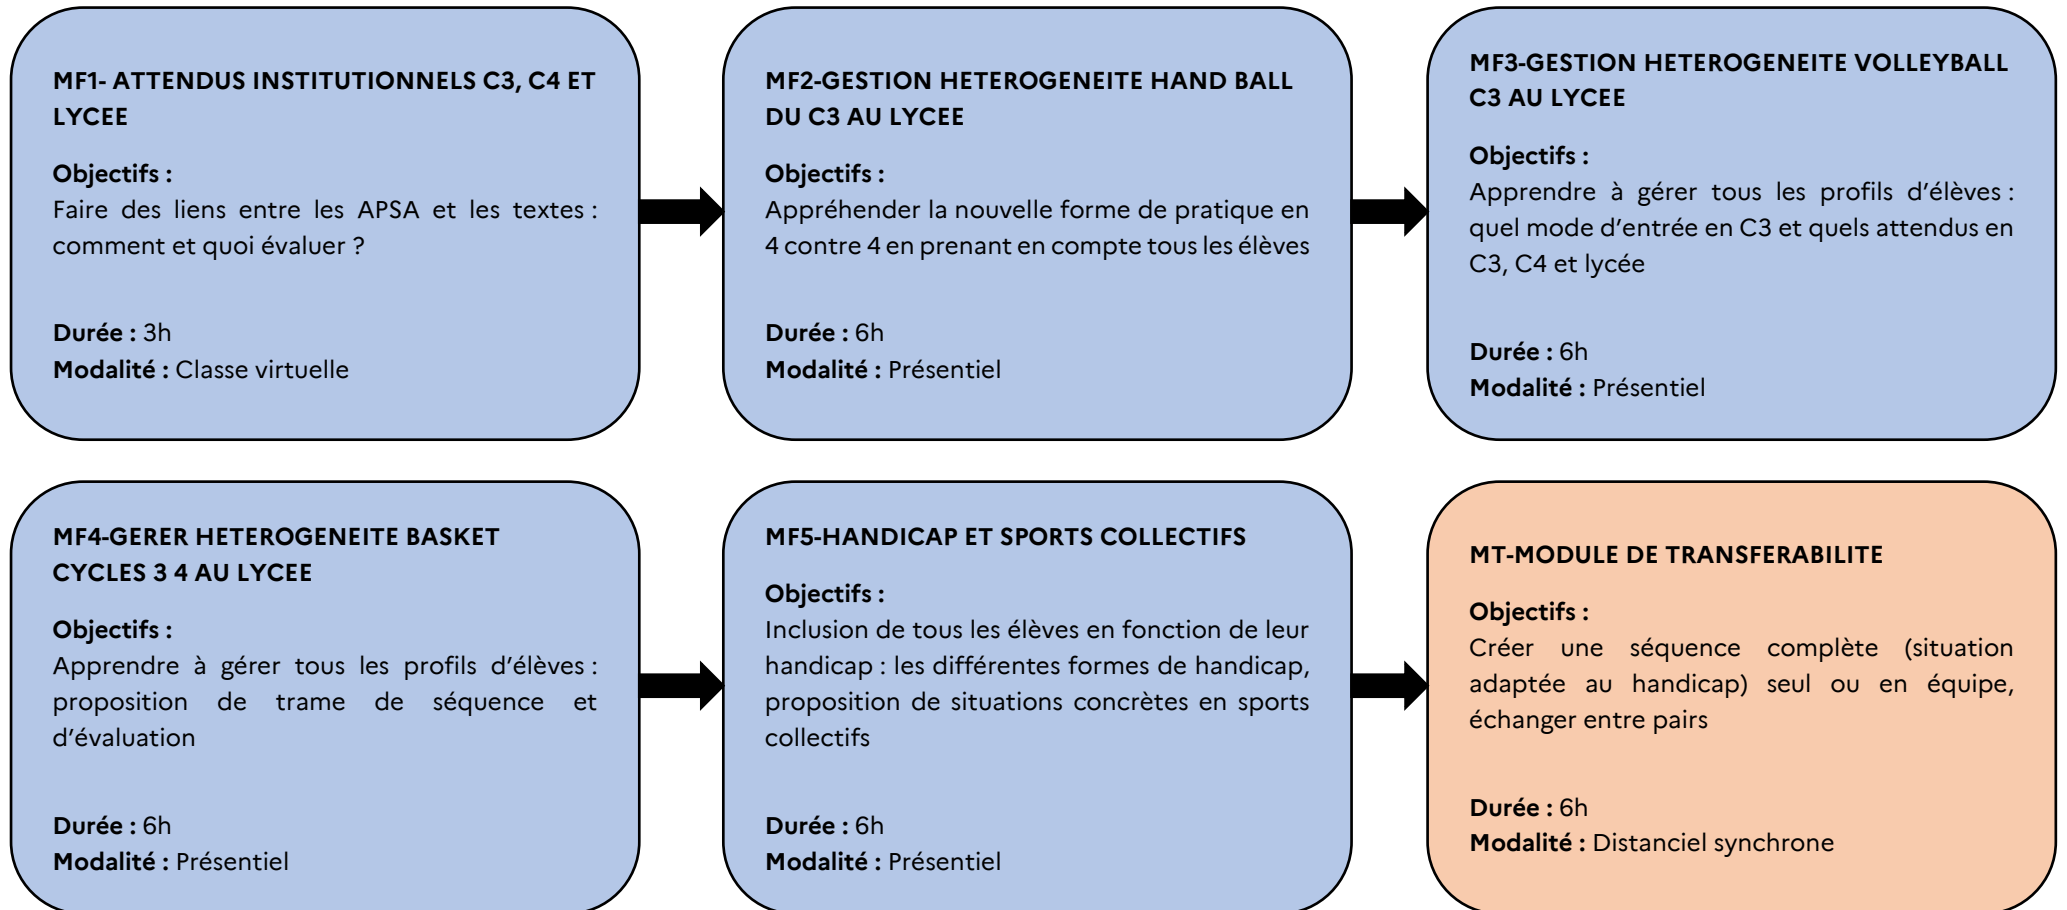 MF1- ATTENDUS INSTITUTIONNELS C3, C4 ET
LYCEE
Objectifs :
Faire des liens entre les APSA et les textes :
comment et quoi évaluer ?
Durée : 3h
Modalité : Classe virtuelle
MF2-GESTION HETEROGENEITE HAND BALL
DU C3 AU LYCEE
Objectifs :
Appréhender la nouvelle forme de pratique en
4 contre 4 en prenant en compte tous les élèves
Durée : 6h
Modalité : Présentiel
MF3-GESTION HETEROGENEITE VOLLEYBALL
C3 AU LYCEE
Objectifs :
Apprendre à gérer tous les profils d’élèves :
quel mode d’entrée en C3 et quels attendus en
C3, C4 et lycée
Durée : 6h
Modalité : Présentiel
MF4-GERER HETEROGENEITE BASKET
CYCLES 3 4 AU LYCEE
Objectifs :
Apprendre à gérer tous les profils d’élèves :
proposition de trame de séquence et
d’évaluation
Durée : 6h
Modalité : Présentiel
MF5-HANDICAP ET SPORTS COLLECTIFS
Objectifs :
Inclusion de tous les élèves en fonction de leur
handicap : les différentes formes de handicap,
proposition de situations concrètes en sports
collectifs
Durée : 6h
Modalité : Présentiel
MT-MODULE DE TRANSFERABILITE
Objectifs :
Créer une séquence complète (situation
adaptée au handicap) seul ou en équipe,
échanger entre pairs
Durée : 6h
Modalité : Distanciel synchrone